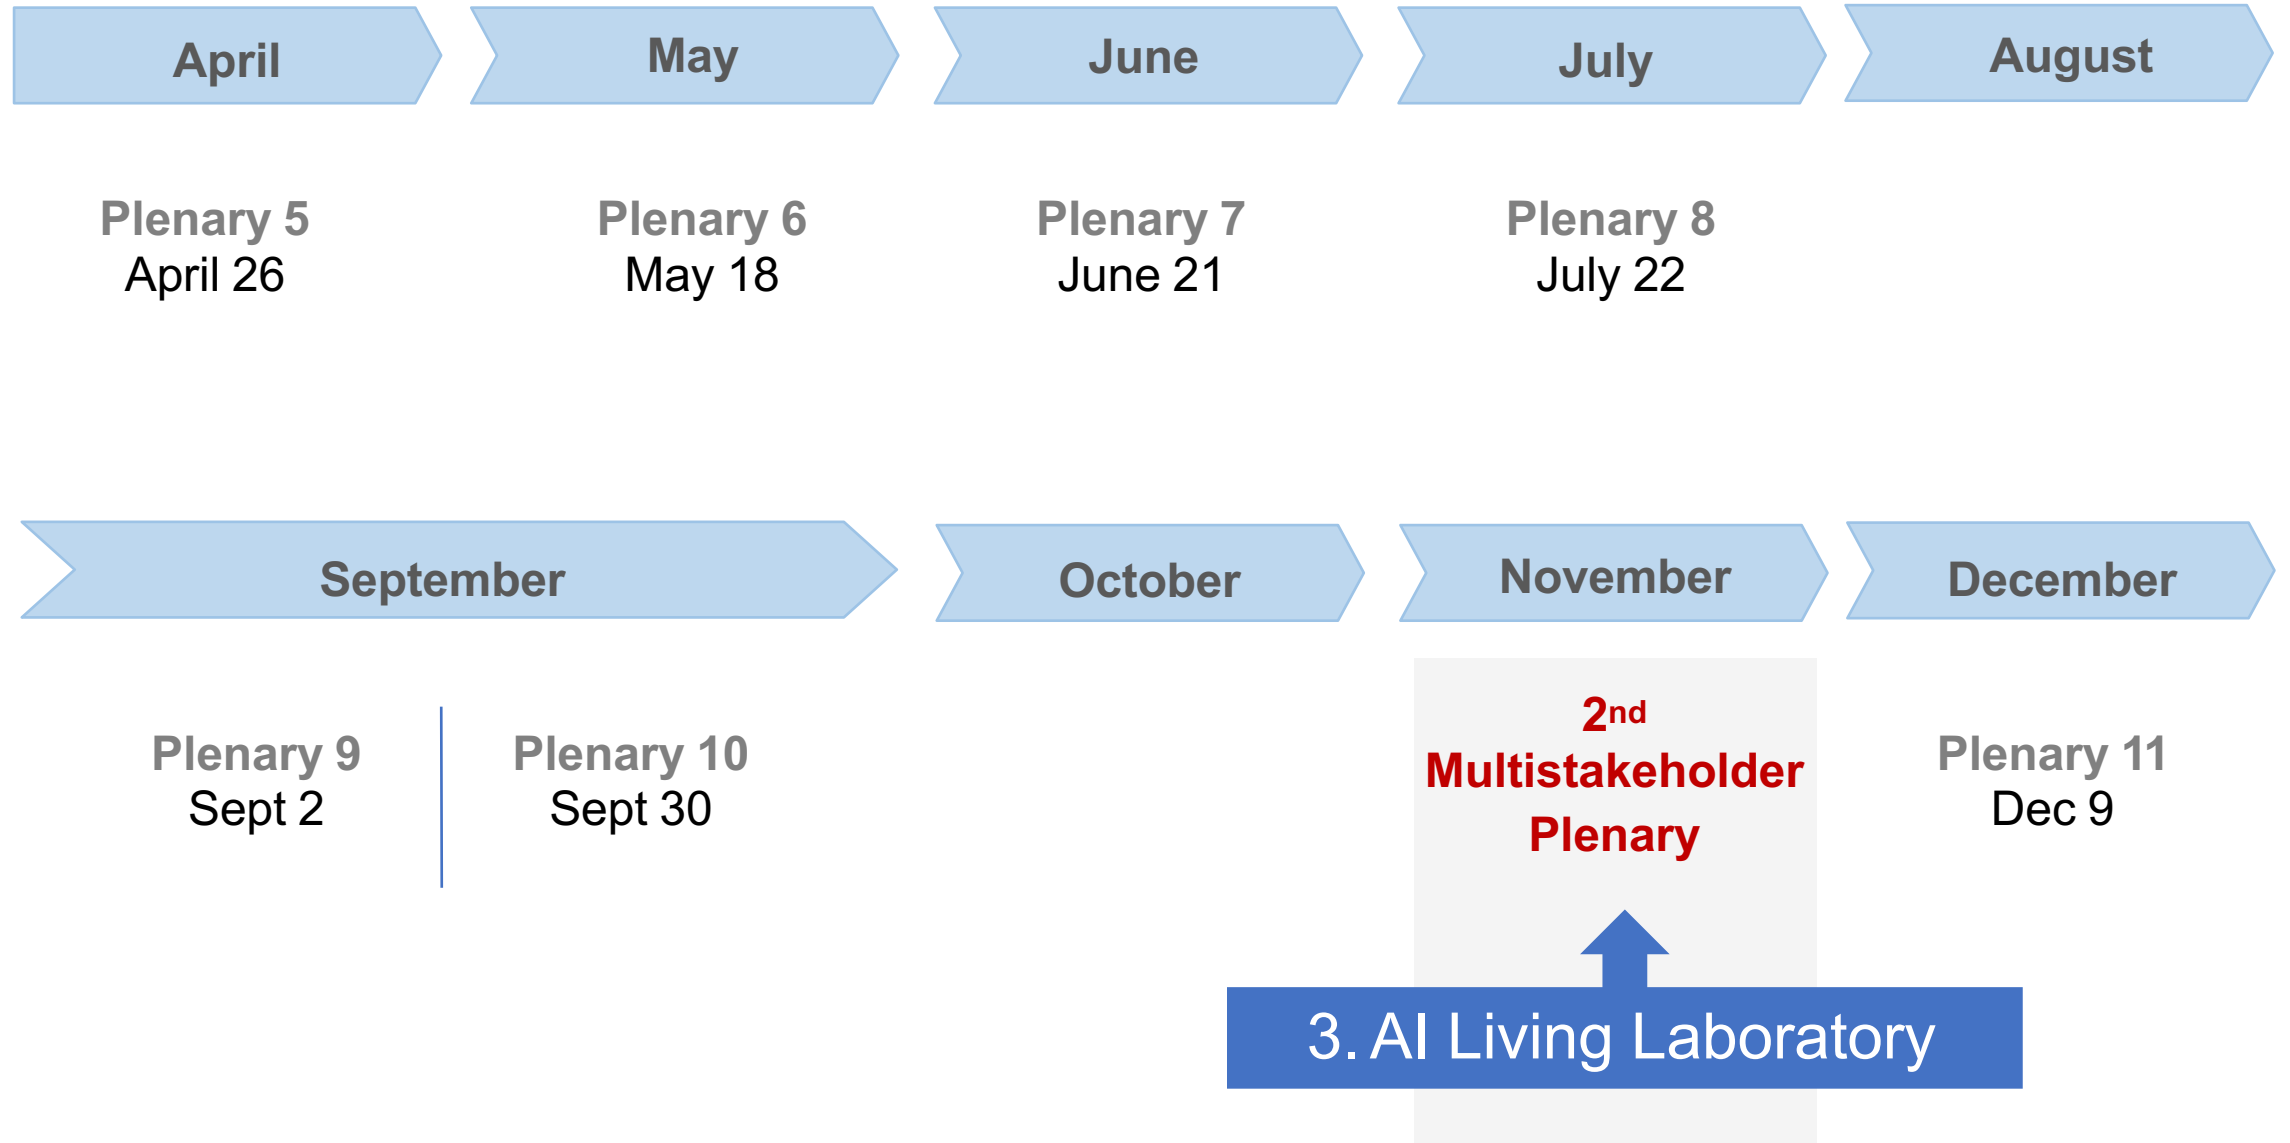 April
May
June
July
August
Plenary 5
April 26
Plenary 6
May 18
Plenary 7
June 21
Plenary 8
July 22
September
October
November
December
Plenary 9
Sept 2
Plenary 10
Sept 30
2nd
Multistakeholder
Plenary
Plenary 11
Dec 9
3. AI Living Laboratory